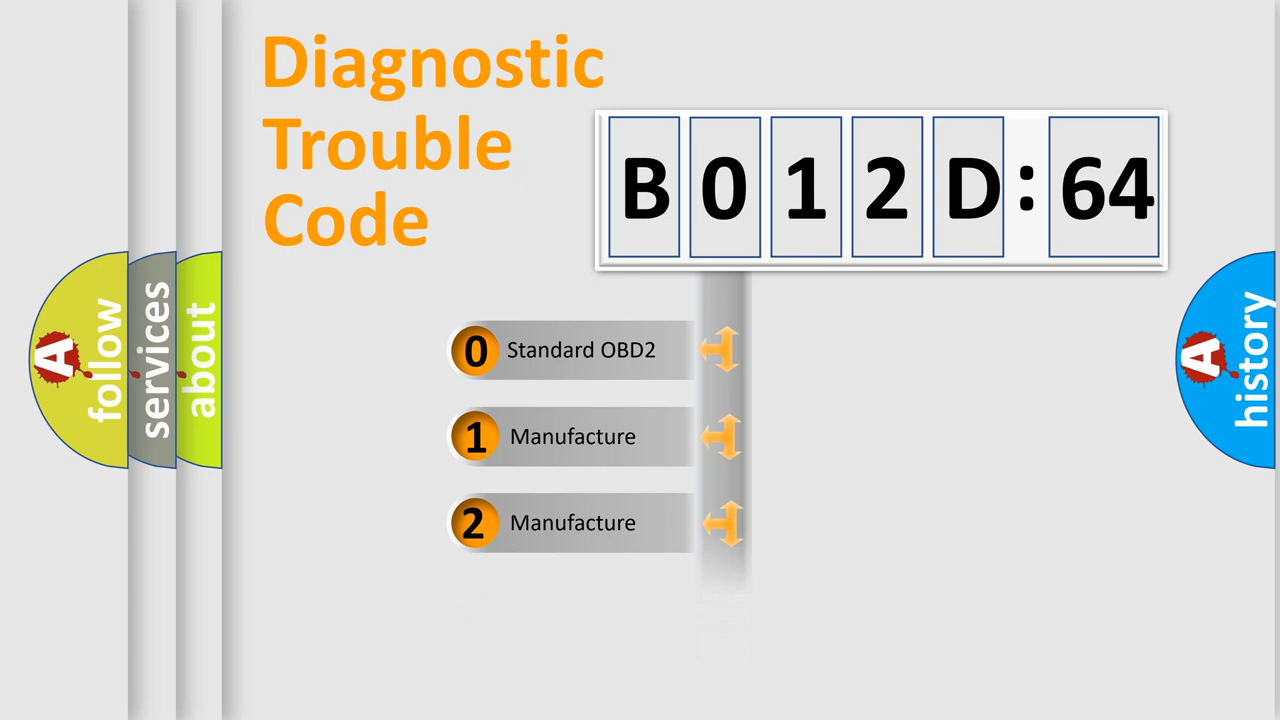 Diagnostic
Trouble
Code
B 0 1 2 D : 64
0 Standard OBD2
1 Manufacture
2 Manufacture
A follow
services
about
A history